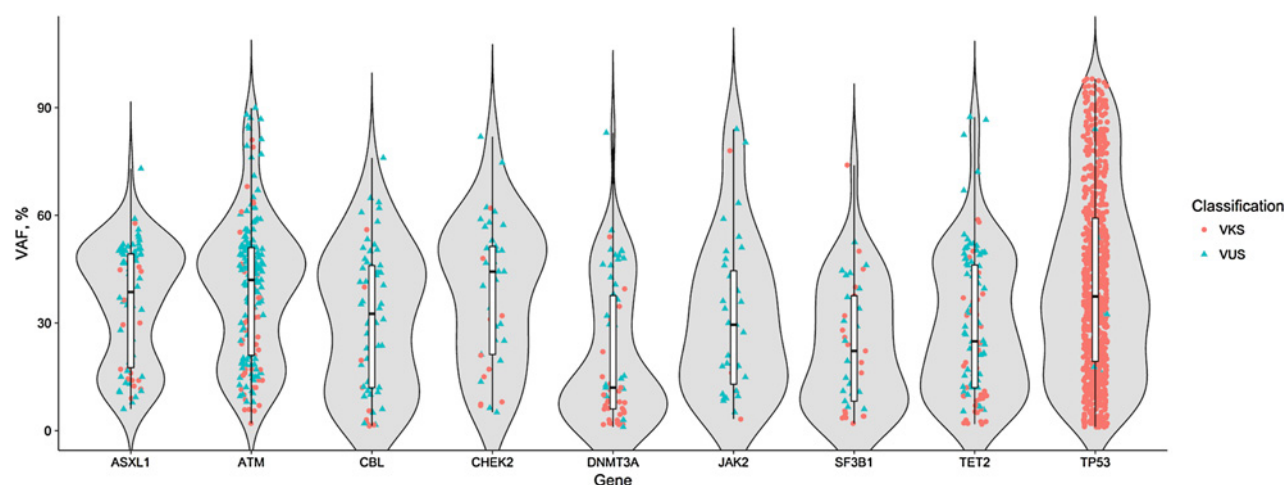 90
60
30
0
VAF, %
ASXL1 ATM CBL CHEK2 DNMT3A JAK2 SF3B1 TET2 TP53
Gene
Classification
VKS
VUS